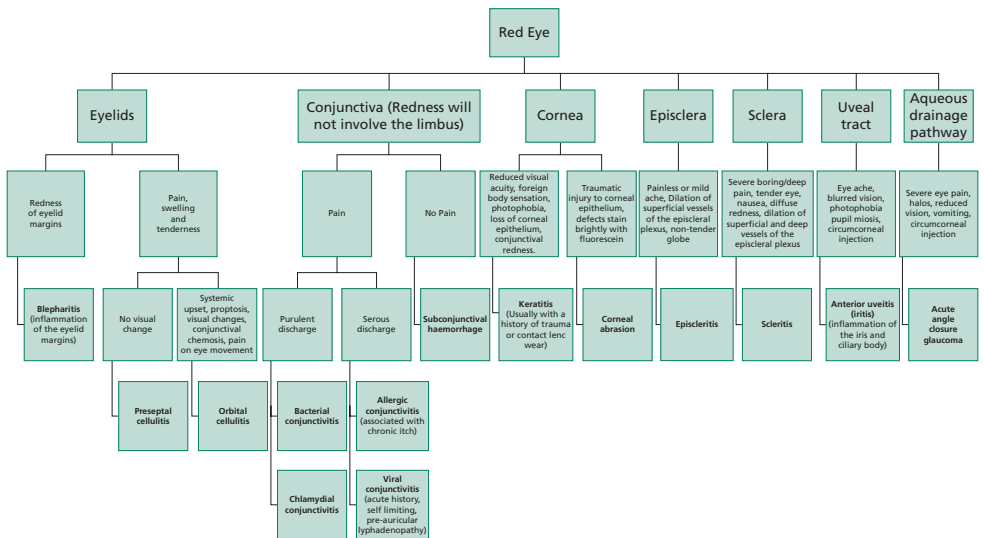 Red Eye
Eyelids
Conjunctiva (Redness will
not involve the limbus)
Cornea
Episclera
Sclera
Uveal
tract
Aqueous
drainage
pathway
Redness
of eyelid
margins
Pain,
swelling
and
tenderness
Pain
No Pain
Reduced visual
acuity, foreign
body sensation,
photophobia,
loss of corneal
epithelium,
conjunctival
redness.
Traumatic
injury to corneal
epithelium,
defects stain
brightly with
fluorescein
Painless or mild
ache, Dilation of
superficial vessels
of the episcleral
plexus, non-tender
globe
Severe boring/deep
pain, tender eye,
nausea, diffuse
redness, dilation of
superficial and deep
vessels of the
episcleral plexus
Eye ache,
blurred vision,
photophobia
pupil miosis,
circumcorneal
injection
Severe eye pain,
halos, reduced
vision, vomiting,
circumcorneal
injection
Blepharitis
(inflammation
of the eyelid
margins)
No visual
change
Systemic
upset, proptosis,
visual changes,
conjunctival
chemosis, pain
on eye movement
Purulent
discharge
Serous
discharge
Subconjunctival
haemorrhage
Keratitis
(Usually with a
history of trauma
or contact lenc
wear)
Corneal
abrasion
Episcleritis
Scleritis
Anterior uveitis
(iritis)
(inflammation of
the iris and
ciliary body)
Acute
angle
closure
glaucoma
Preseptal
cellulitis
Orbital
cellulitis
Bacterial
conjunctivitis
Allergic
conjunctivitis
(associated with
chronic itch)
Chlamydial
conjunctivitis
Viral
conjunctivitis
(acute history,
self limiting,
pre-auricular
lyphadenopathy)